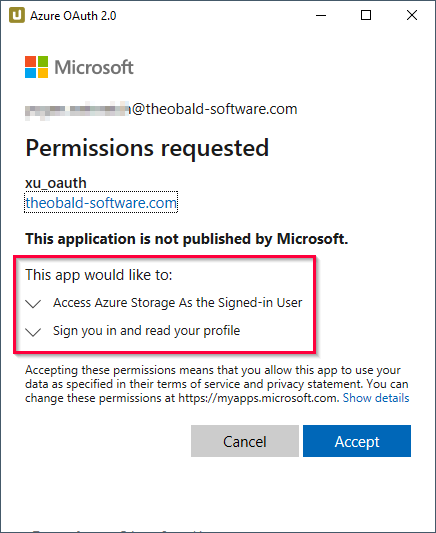 Azure OAuth 2.0
Microsoft
@theobald-software.com
Permissions requested
xu_oauth
theobald-software.com
This application is not published by Microsoft.
This app would like to:
Access Azure Storage As the Signed-in User
Sign you in and read your profile
Accepting these permissions means that you allow this app to use your
data as specified in their terms of service and privacy statement. You can
change these permissions at https://myapps.microsoft.com. Show details
Cancel
Accept